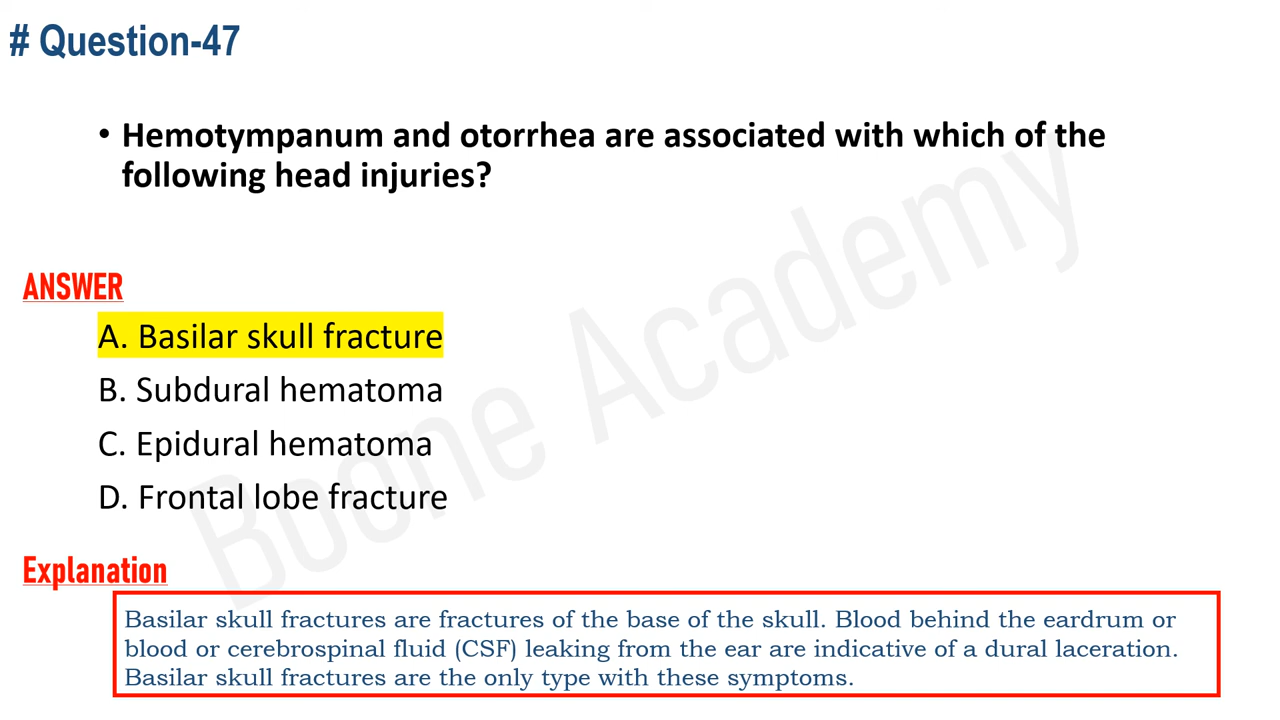 # Question-47
• Hemotympanum and otorrhea are associated with which of the
following head injuries?
ANSWER
A. Basilar skull fracture
B. Subdural hematoma
C. Epidural hematoma
D. Frontal lobe fracture
Boone Academy
Explanation
Basilar skull fractures are fractures of the base of the skull. Blood behind the eardrum or
blood or cerebrospinal fluid (CSF) leaking from the ear are indicative of a dural laceration.
Basilar skull fractures are the only type with these symptoms.